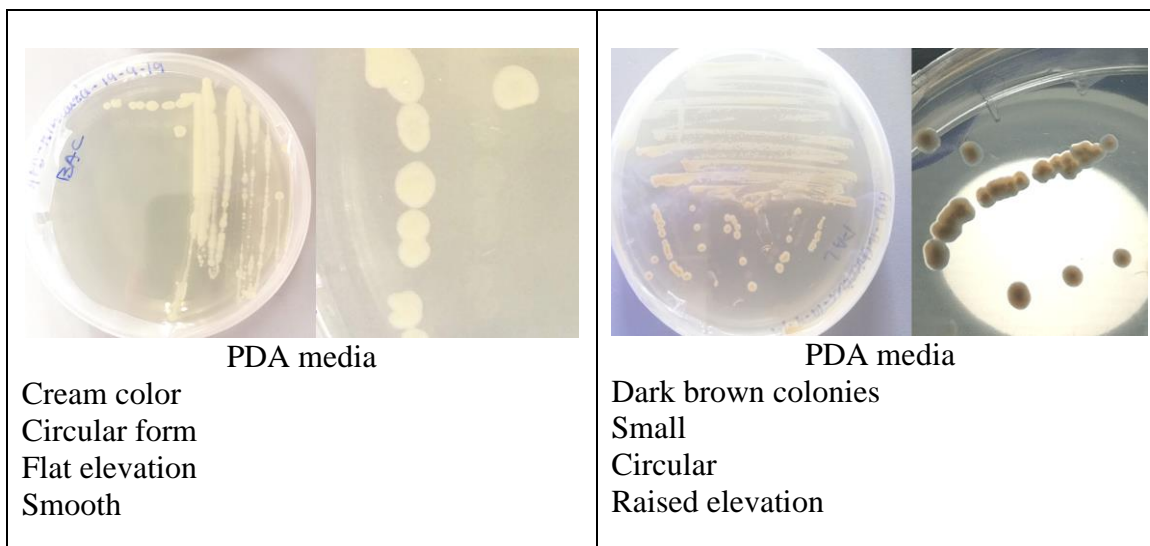 BAC
PDA media
Cream color
Circular form
Flat elevation
Smooth
PDA media
Dark brown colonies
Small
Circular
Raised elevation